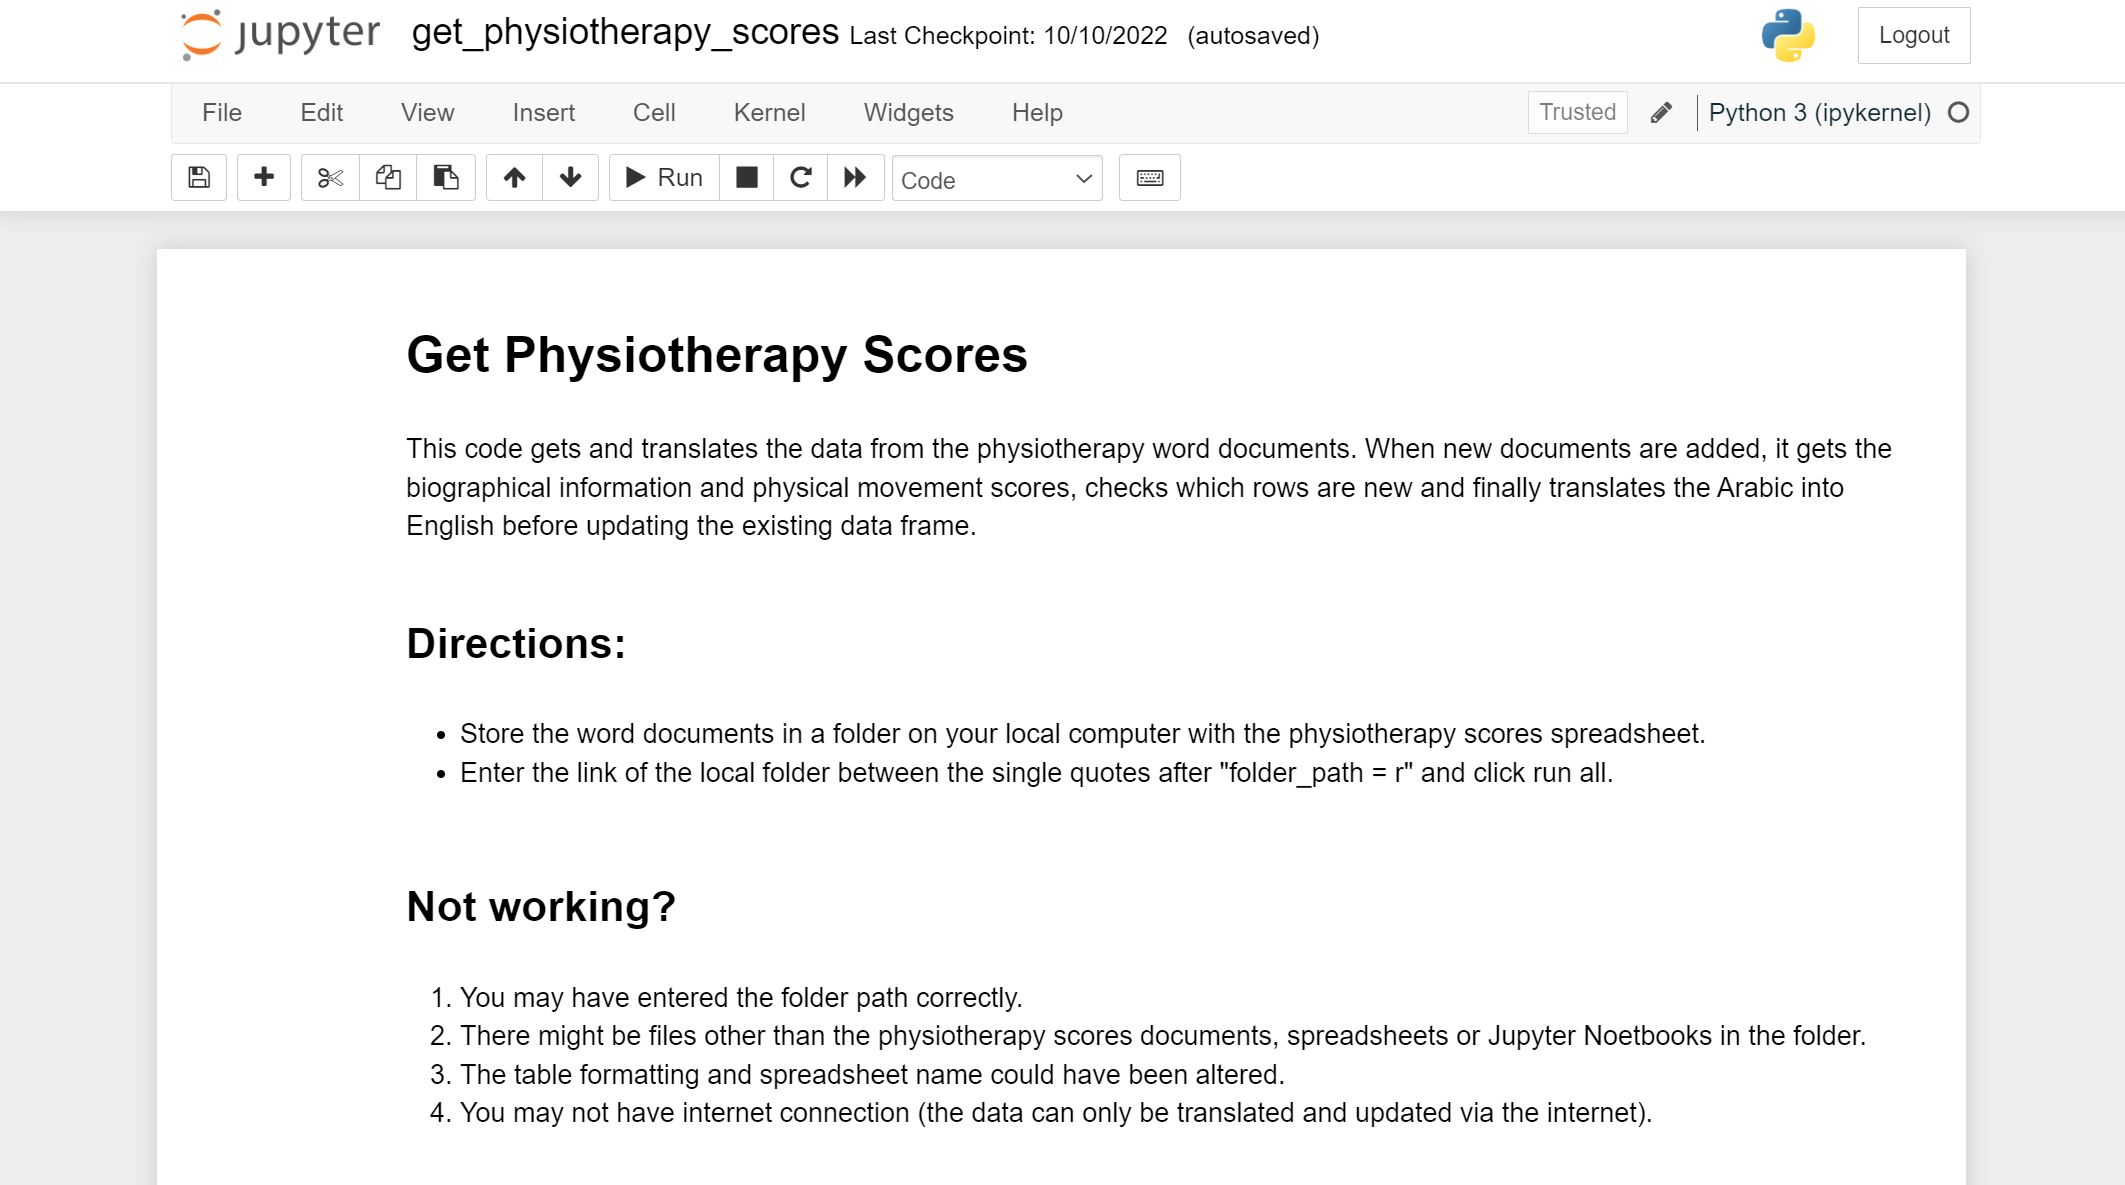 jupyter get_physiotherapy_scores Last Checkpoint: 10/10/2022 (autosaved) Logout
File Edit View Insert Cell Kernel Widgets Help Trusted Python 3 (ipykernel)
Run Code
Get Physiotherapy Scores
This code gets and translates the data from the physiotherapy word documents. When new documents are added, it gets the
biographical information and physical movement scores, checks which rows are new and finally translates the Arabic into
English before updating the existing data frame.
Directions:
• Store the word documents in a folder on your local computer with the physiotherapy scores spreadsheet.
• Enter the link of the local folder between the single quotes after "folder_path = r" and click run all.
Not working?
1. You may have entered the folder path correctly.
2. There might be files other than the physiotherapy scores documents, spreadsheets or Jupyter Noetbooks in the folder.
3. The table formatting and spreadsheet name could have been altered.
4. You may not have internet connection (the data can only be translated and updated via the internet).